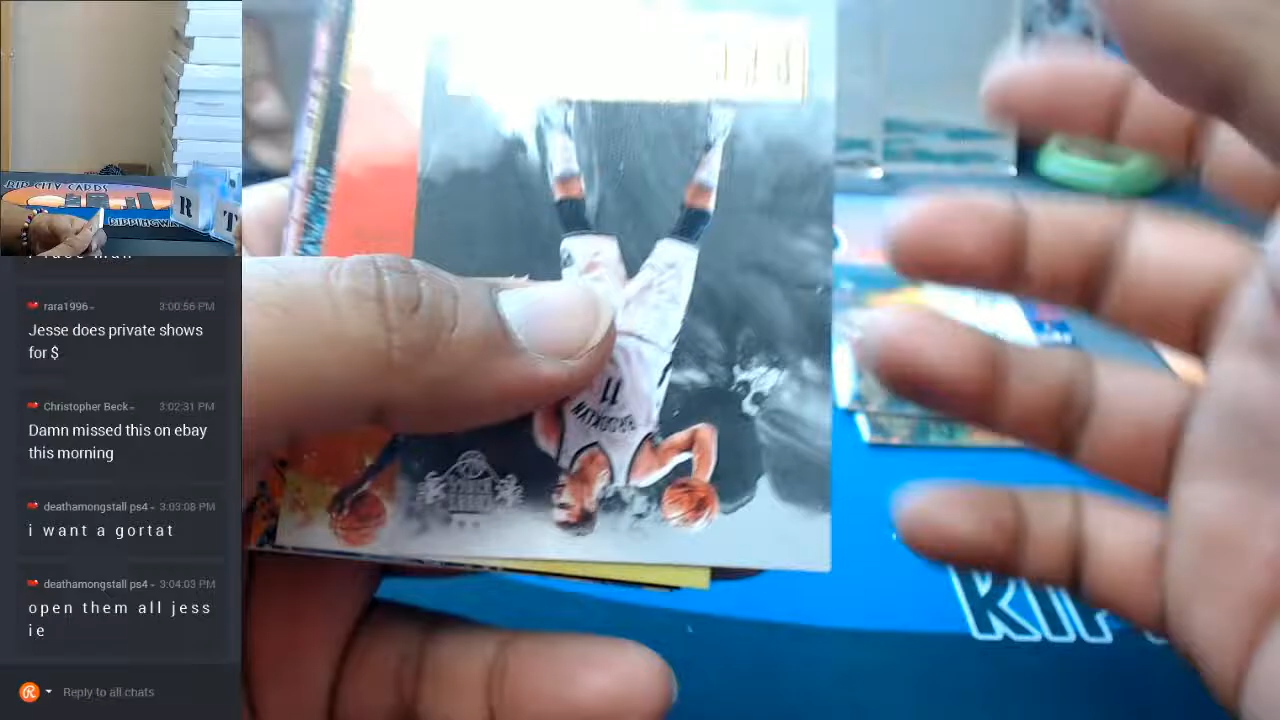 RIP CITY CARDS
R
T
rara1996
3:00:56 PM
Jesse does private shows
for $
Christopher Beck
3:02:31 PM
Damn missed this on ebay
this morning
deathamongstall ps4
3:03:08 PM
i want a gortat
deathamongstall ps4
3:04:03 PM
open them all jess
ie
Reply to all chats
BROOKLYN
11